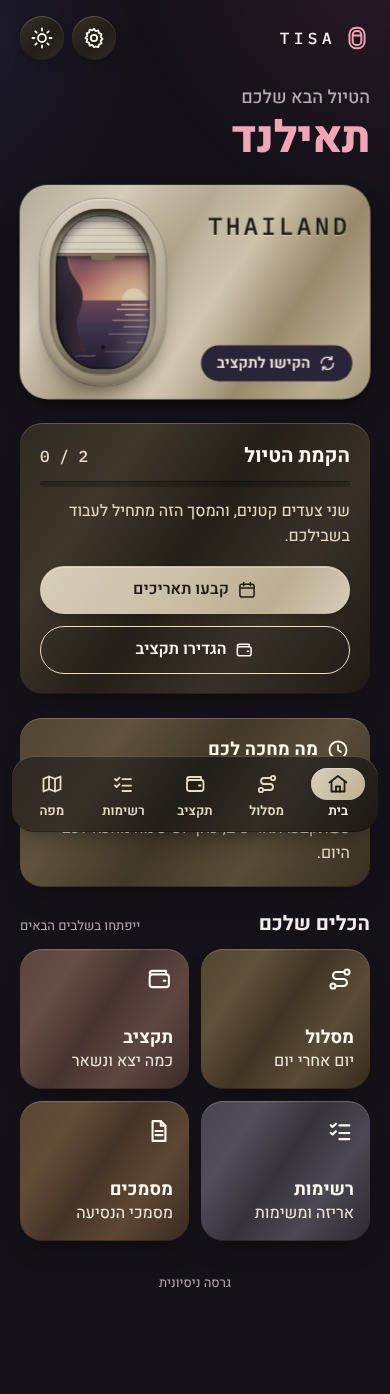 TISA
הטיול הבא שלכם
תאילנד
THAILAND
הקישו לתקציב
הקמת הטיול
0 / 2
שני צעדים קטנים, והמסך הזה מתחיל לעבוד
בשבילכם.
קבעו תאריכים
הגדירו תקציב
מה מחכה לכם
בית
מסלול
תקציב
רשימות
מפה
היום.
הכלים שלכם
ייפתחו בשלבים הבאים
מסלול
יום אחרי יום
תקציב
כמה יצא ונשאר
רשימות
אריזה ומשימות
מסמכים
מסמכי הנסיעה
גרסה ניסיונית